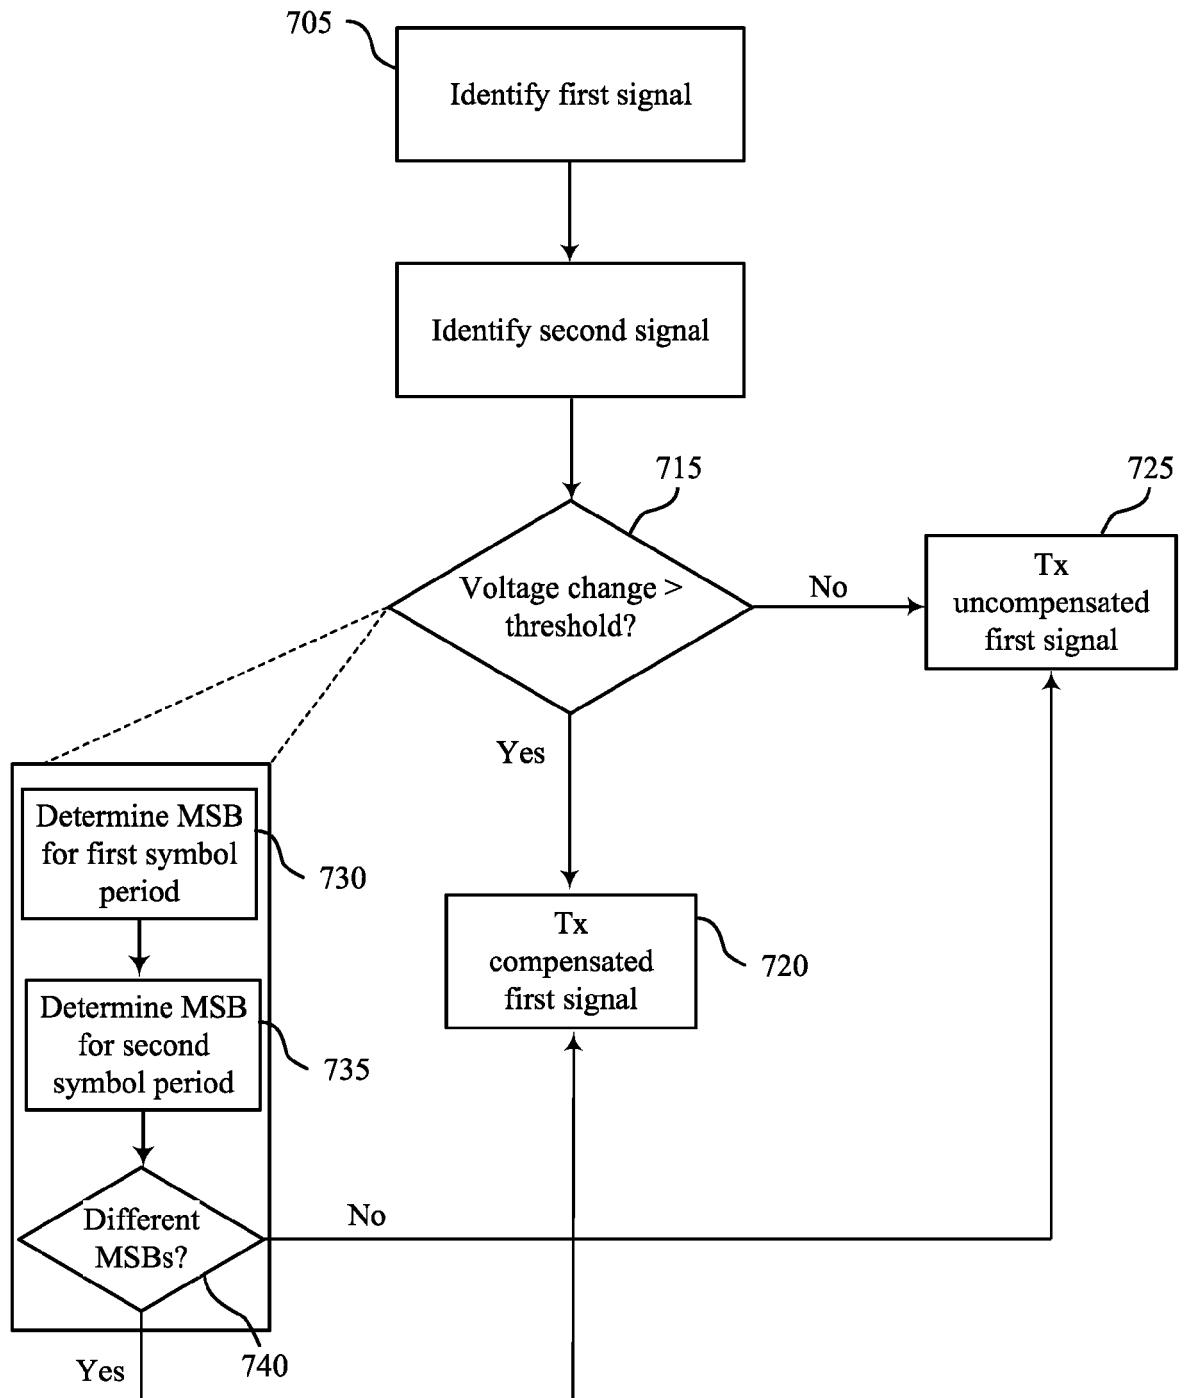 705
Identify first signal
Identify second signal
715
Voltage change >
threshold?
No
725
Tx
uncompensated
first signal
Yes
Determine MSB
for first symbol
period
730
Tx
compensated
first signal
720
Determine MSB
for second
symbol period
735
Different
MSBs?
No
740
Yes